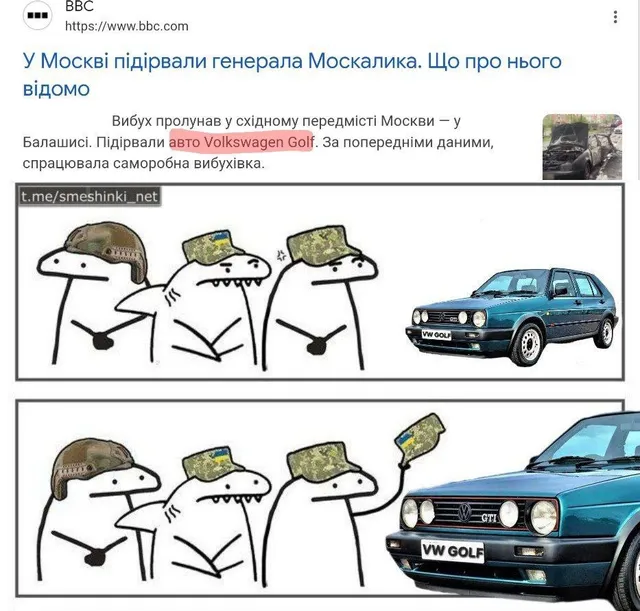 BBC
https://www.bbc.com
У Москві підірвали генерала Москалика. Що про нього
відомо
Вибух пролунав у східному передмісті Москви — у
Балашисі. Підірвали авто Volkswagen Golf. За попередніми даними,
спрацювала саморобна вибухівка.
t.me/smeshinki_net
VW GOLF
GTI
VW GOLF